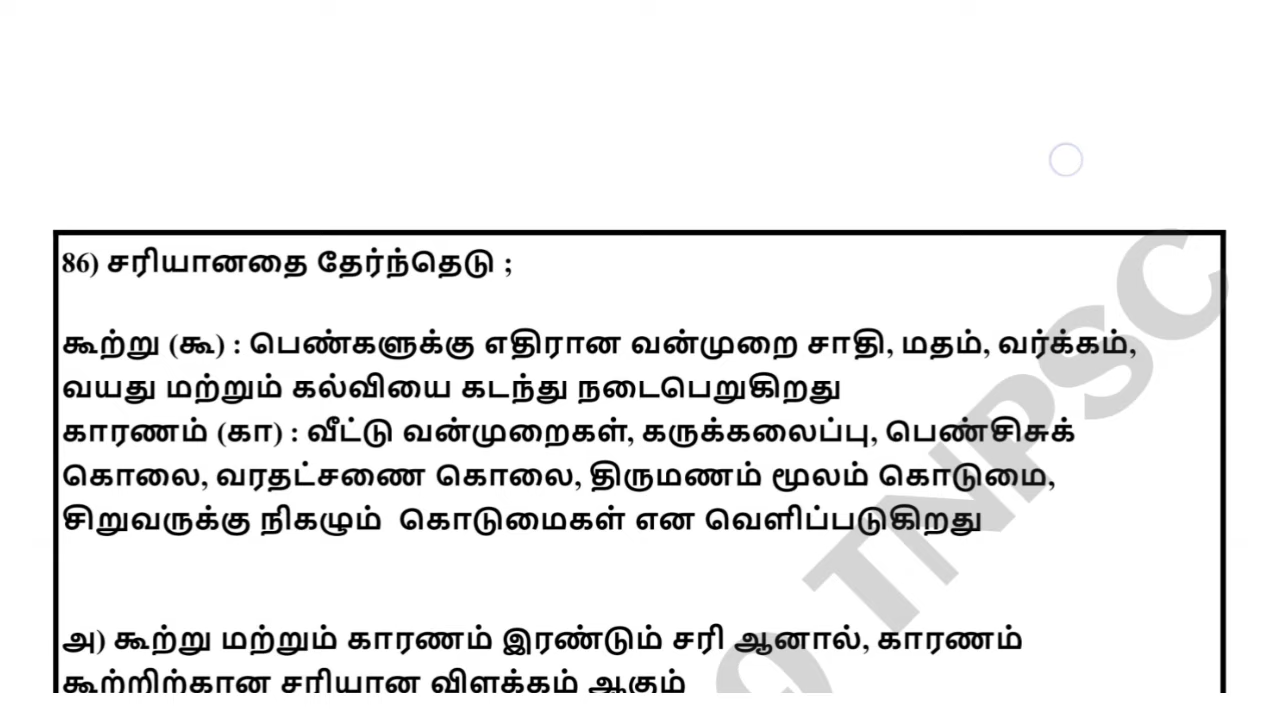 86) சரியானதை தேர்ந்தெடு ;
கூற்று (கூ) : பெண்களுக்கு எதிரான வன்முறை சாதி, மதம், வர்க்கம்,
வயது மற்றும் கல்வியை கடந்து நடைபெறுகிறது
காரணம் (கா) : வீட்டு வன்முறைகள், கருக்கலைப்பு, பெண்சிசுக்
கொலை, வரதட்சணை கொலை, திருமணம் மூலம் கொடுமை,
சிறுவருக்கு நிகழும் கொடுமைகள் என வெளிப்படுகிறது
அ) கூற்று மற்றும் காரணம் இரண்டும் சரி ஆனால், காரணம்
கூற்றிற்கான சரியான விளக்கம் ஆகும்
TNPSC